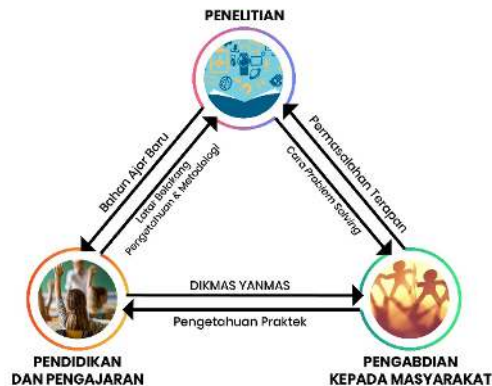 PENELITIAN
Bahan Ajar Baru
Latar Belakang
Pengetahuan & Metodologi
Cara Problem Solving
Permasalahan Terapan
DIKMAS YANMAS
Pengetahuan Praktek
PENDIDIKAN
DAN PENGAJARAN
PENGABDIAN
KEPADA MASYARAKAT